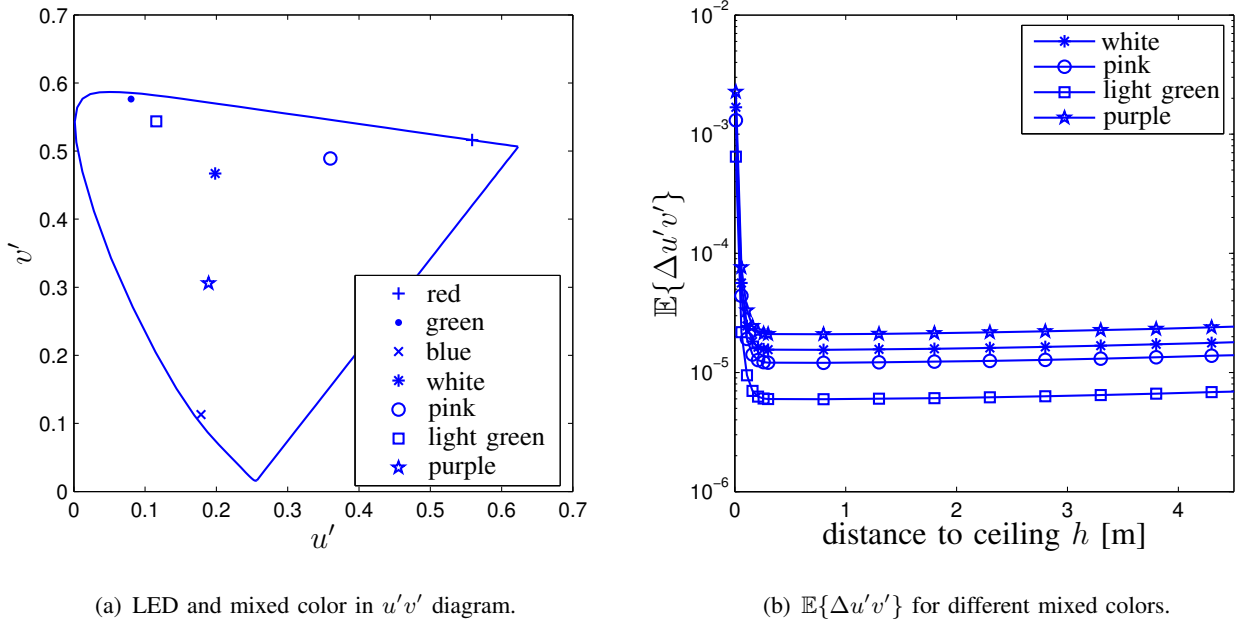 0.7
0.6
0.5
0.4
0.3
0.2
0.1
0
0 0.1 0.2 0.3 0.4 0.5 0.6 0.7
v′
u′
red
green
blue
white
pink
light green
purple
(a) LED and mixed color in u′v′ diagram.
10⁻²
10⁻³
10⁻⁴
10⁻⁵
10⁻⁶
0 1 2 3 4
𝔼{Δu′v′}
distance to ceiling h [m]
white
pink
light green
purple
(b) 𝔼{Δu′v′} for different mixed colors.